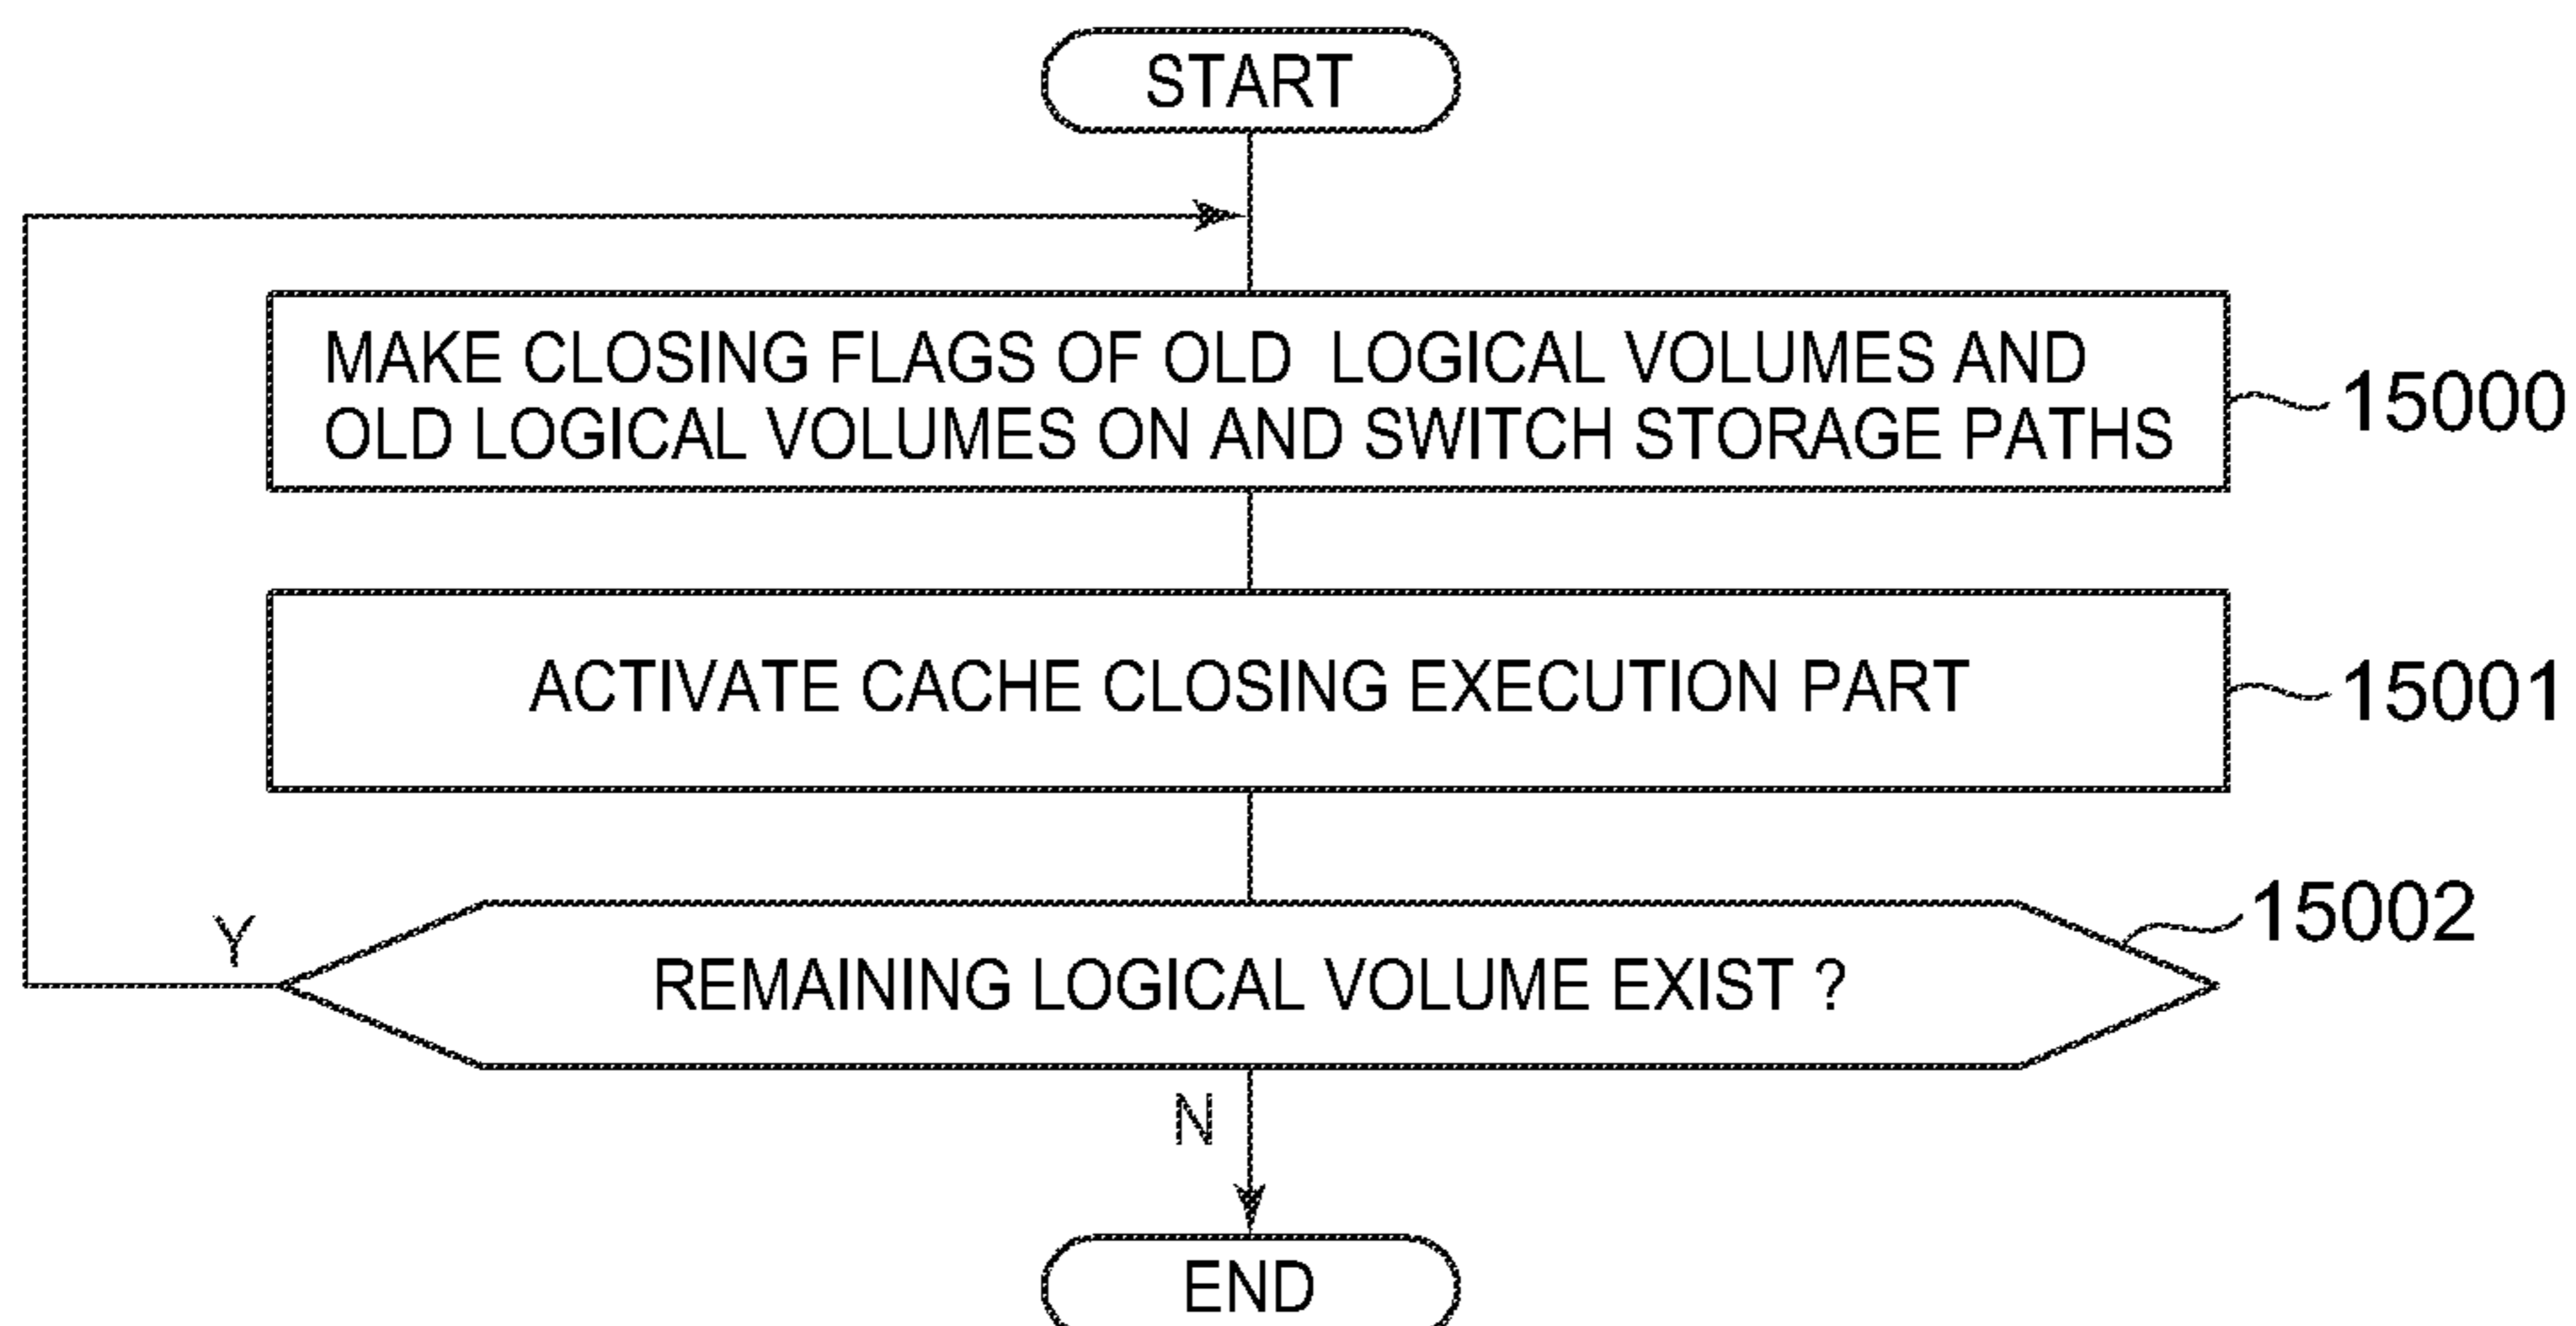 START
MAKE CLOSING FLAGS OF OLD LOGICAL VOLUMES AND
OLD LOGICAL VOLUMES ON AND SWITCH STORAGE PATHS
15000
ACTIVATE CACHE CLOSING EXECUTION PART
15001
15002
Y
REMAINING LOGICAL VOLUME EXIST ?
N
END